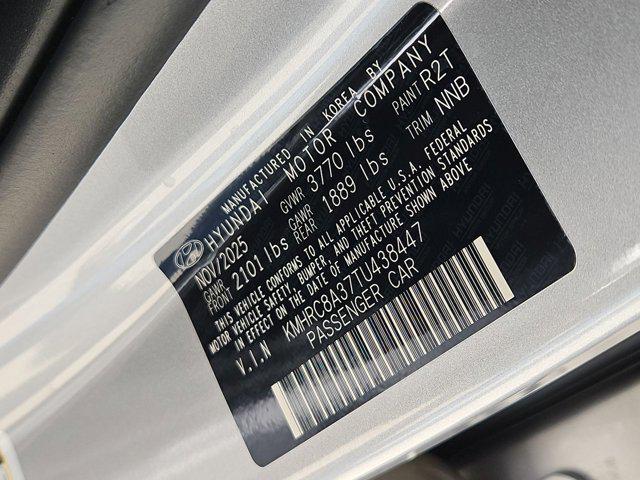 MANUFACTURED IN KOREA BY
HYUNDAI MOTOR COMPANY
NOV/2025 GVWR 3770 lbs PAINT R2T
GAWR FRONT 2101 lbs GAWR REAR 1889 lbs TRIM NNB
THIS VEHICLE CONFORMS TO ALL APPLICABLE U.S.A. FEDERAL
MOTOR VEHICLE SAFETY, BUMPER, AND THEFT PREVENTION STANDARDS
IN EFFECT ON THE DATE OF MANUFACTURE SHOWN ABOVE
V.I.N KMHRC8A37TU438447
PASSENGER CAR